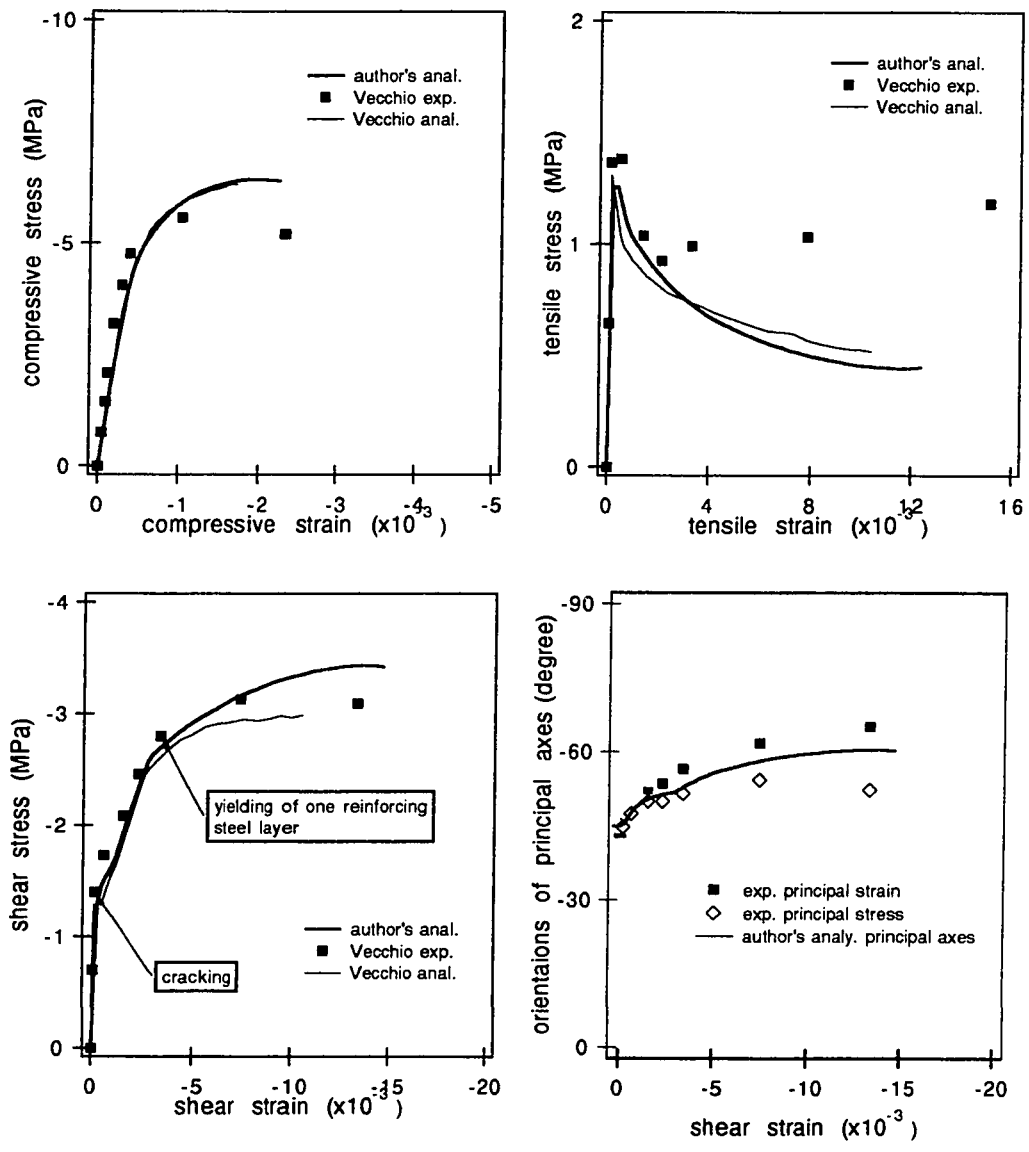 -10
-5
0
compressive stress (MPa)
author's anal.
Vecchio exp.
Vecchio anal.
0 -1 -2 -3 -4 -5
compressive strain (x10-3)
2
1
0
tensile stress (MPa)
author's anal.
Vecchio exp.
Vecchio anal.
0 4 8 12 16
tensile strain (x10-3)
-4
-3
-2
-1
0
shear stress (MPa)
yielding of one reinforcing
steel layer
cracking
author's anal.
Vecchio exp.
Vecchio anal.
0 -5 -10 -15 -20
shear strain (x10-3)
-90
-60
-30
0
orientaions of principal axes (degree)
exp. principal strain
exp. principal stress
author's analy. principal axes
0 -5 -10 -15 -20
shear strain (x10-3)